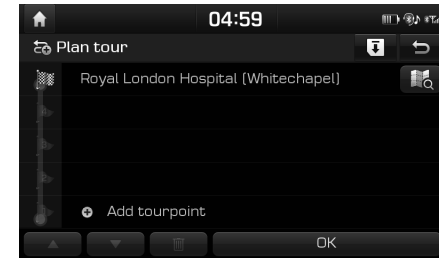 04:59
Plan tour
Royal London Hospital (Whitechapel)
Add tourpoint
OK